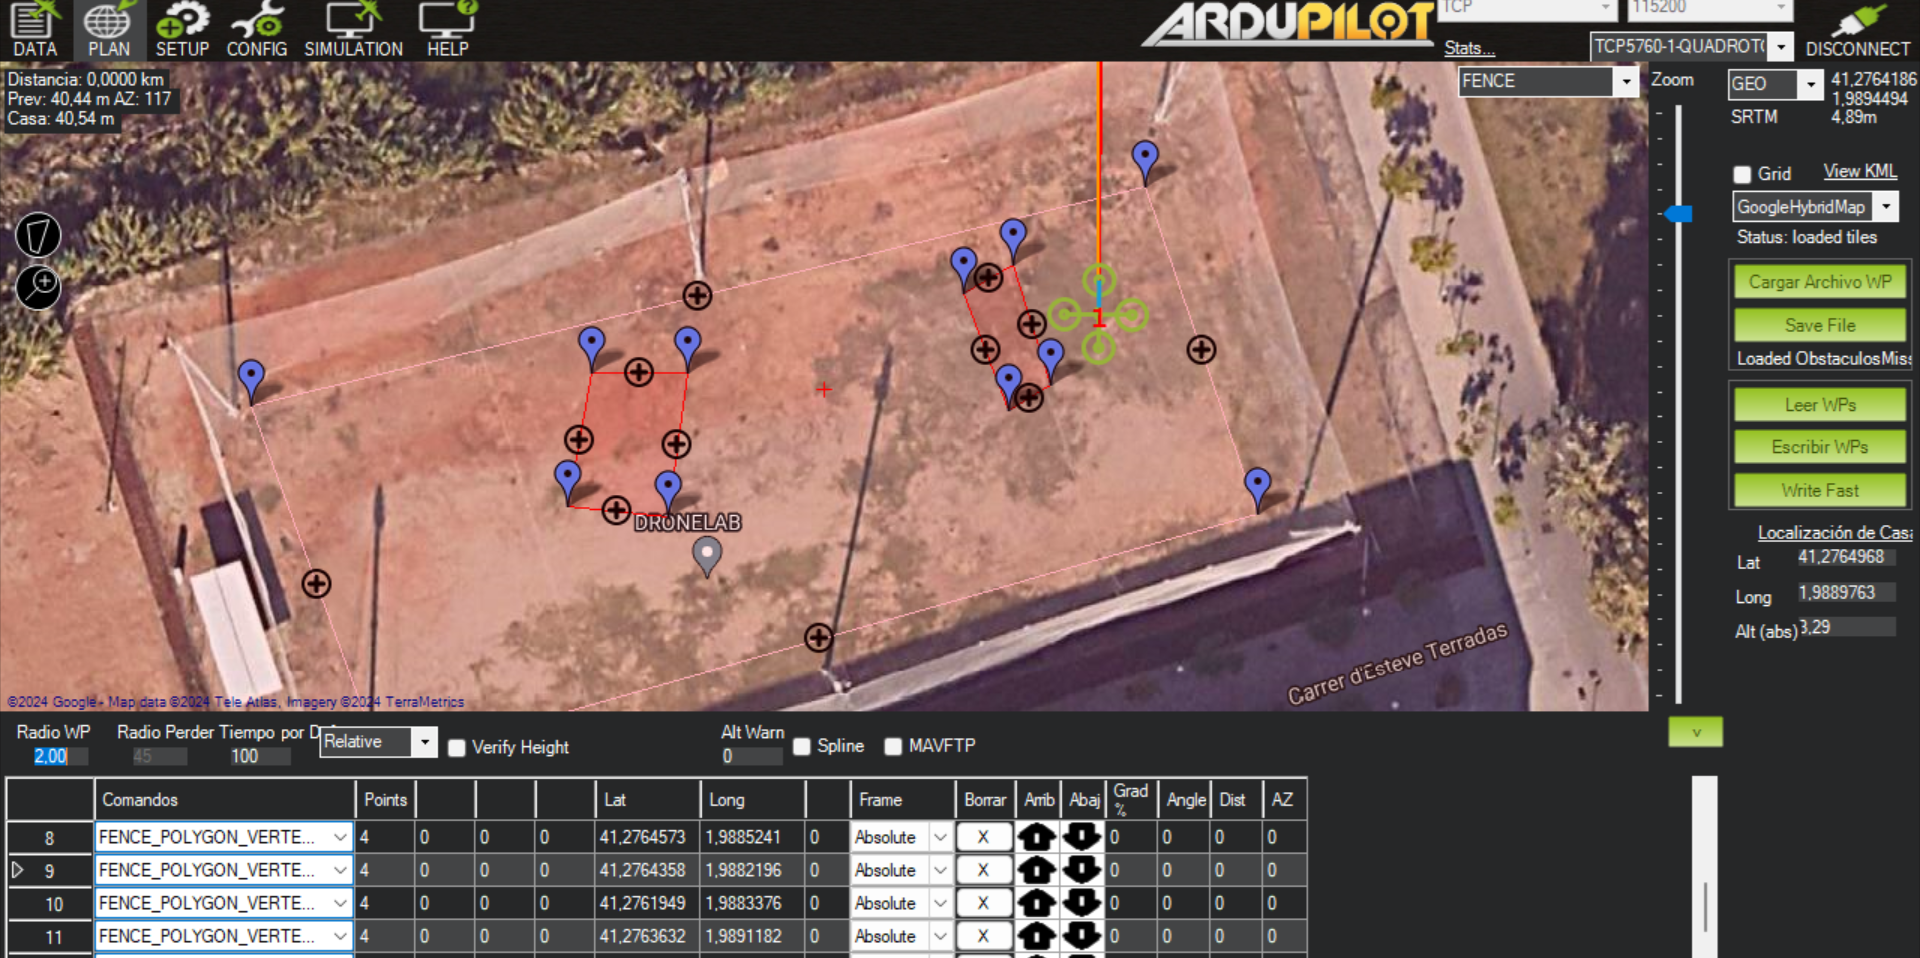 DATA PLAN SETUP CONFIG SIMULATION HELP
ARDUPILOT
TCP 115200
Stats... TCP5760-1-QUADROT DISCONNECT
Distancia: 0,0000 km
Prev: 40,44 m AZ: 117
Casa: 40,54 m
FENCE
Zoom
GEO 41,2764186
1,9894494
SRTM 4,89m
Grid View KML
GoogleHybridMap
Status: loaded tiles
Cargar Archivo WP
Save File
Loaded ObstaculosMis
Leer WPs
Escribir WPs
Write Fast
Localización de Casa
Lat 41,2764968
Long 1,9889763
Alt (abs) 3,29
1
DRONELAB
Carrer d'Esteve Terradas
©2024 Google - Map data ©2024 Tele Atlas, Imagery ©2024 TerraMetrics
Radio WP Radio Perder Tiempo por D Alt Warn
2,00 45 100 Relative Verify Height 0 Spline MAVFTP
v
Comandos Points Lat Long Frame Borrar Arrib Abaj Grad % Angle Dist AZ
8 FENCE_POLYGON_VERTE... 4 0 0 0 41,2764573 1,9885241 0 Absolute X 0 0 0 0
9 FENCE_POLYGON_VERTE... 4 0 0 0 41,2764358 1,9882196 0 Absolute X 0 0 0 0
10 FENCE_POLYGON_VERTE... 4 0 0 0 41,2761949 1,9883376 0 Absolute X 0 0 0 0
11 FENCE_POLYGON_VERTE... 4 0 0 0 41,2763632 1,9891182 0 Absolute X 0 0 0 0